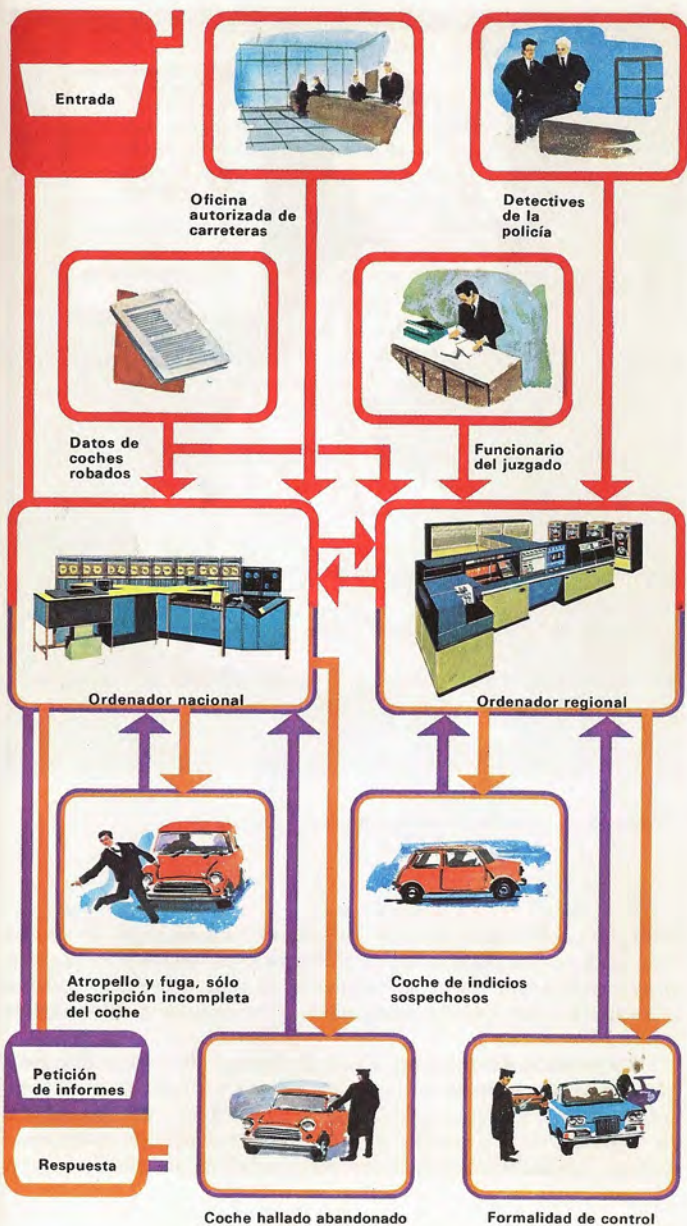 Entrada
Oficina
autorizada de
carreteras
Detectives
de la
policía
Datos de
coches
robados
Funcionario
del juzgado
Ordenador nacional
Ordenador regional
Atropello y fuga, sólo
descripción incompleta
del coche
Coche de indicios
sospechosos
Petición
de informes
Respuesta
Coche hallado abandonado
Formalidad de control